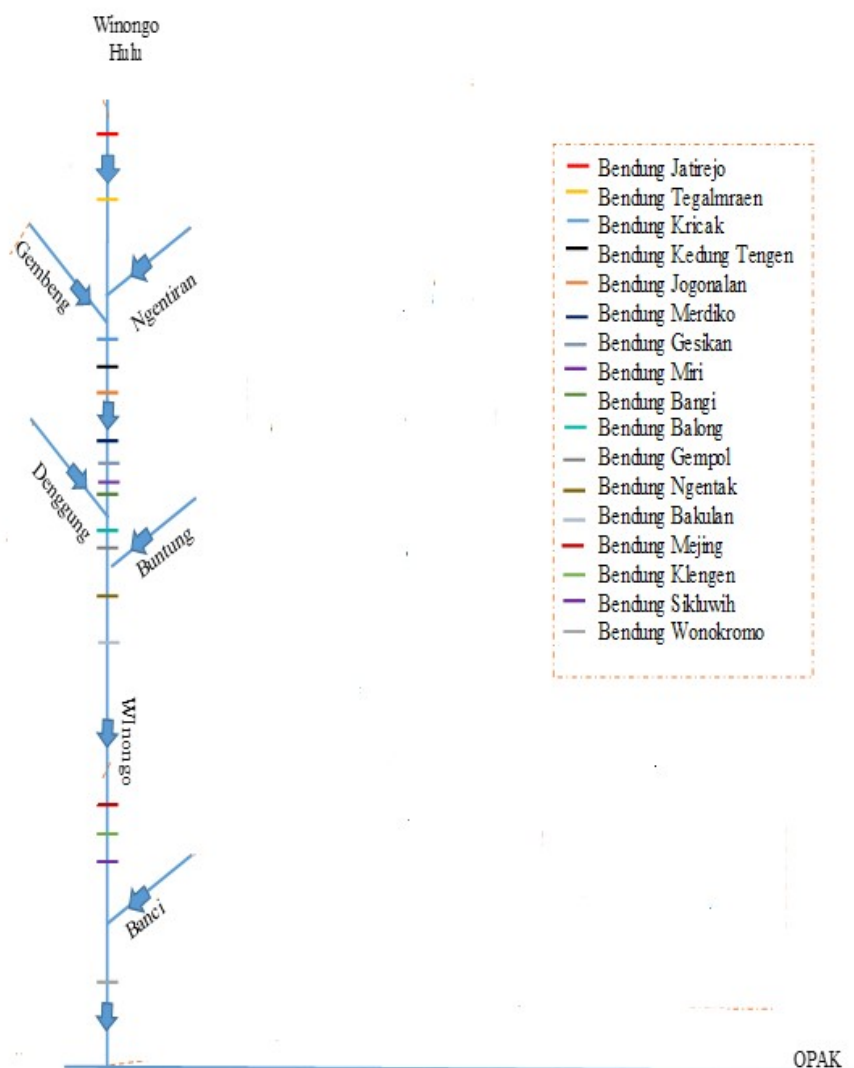 Winongo
Hulu
Gembeng
Ngentiran
Denggung
Buntung
Winongo
Banci
Bendung Jatirejo
Bendung Tegalmraen
Bendung Kricak
Bendung Kedung Tengen
Bendung Jogonalan
Bendung Merdiko
Bendung Gesikan
Bendung Miri
Bendung Bangi
Bendung Balong
Bendung Gempol
Bendung Ngentak
Bendung Bakulan
Bendung Mejing
Bendung Klengen
Bendung Sikluwih
Bendung Wonokromo
OPAK